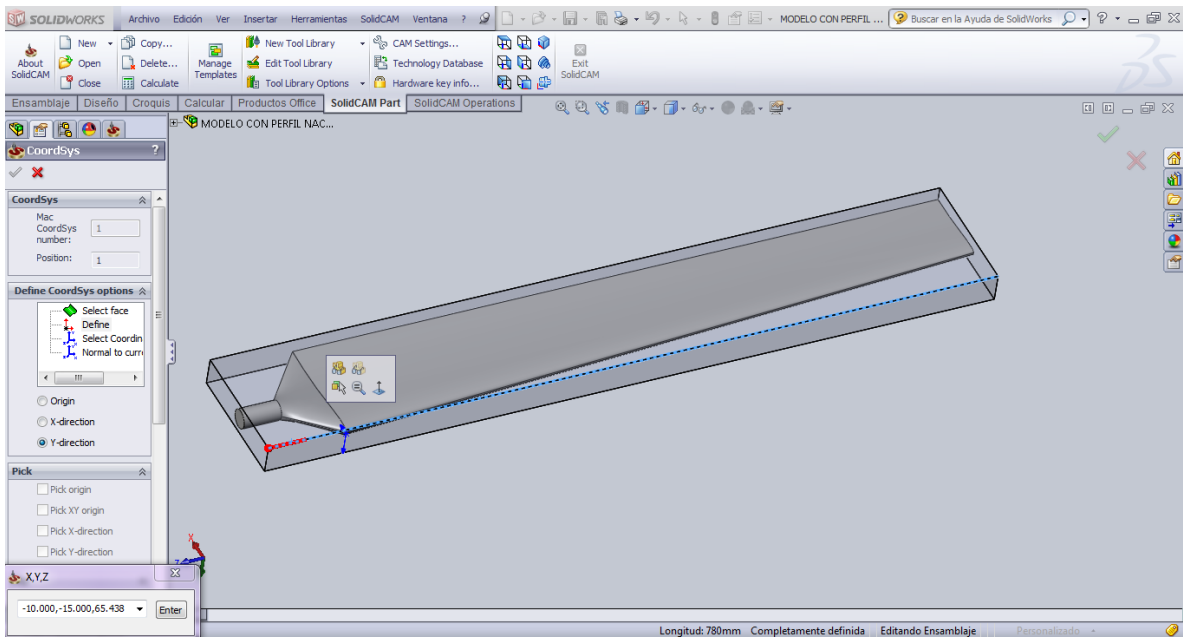 SOLIDWORKS Archivo Edición Ver Insertar Herramientas SolidCAM Ventana ? MODELO CON PERFIL ... Buscar en la Ayuda de SolidWorks ?
New Copy... New Tool Library CAM Settings...
About SolidCAM Open Delete... Manage Templates Edit Tool Library Technology Database Exit SolidCAM
Close Calculate Tool Library Options Hardware key info...
Ensamblaje Diseño Croquis Calcular Productos Office SolidCAM Part SolidCAM Operations
MODELO CON PERFIL NAC...
CoordSys ?
CoordSys
Mac
CoordSys 1
number:
Position: 1
Define CoordSys options
Select face
Define
Select Coordin
Normal to curr
Origin
X-direction
Y-direction
Pick
Pick origin
Pick XY origin
Pick X-direction
Pick Y-direction
X
Z
X,Y,Z
-10.000,-15.000,65.438 Enter
Longitud: 780mm Completamente definida Editando Ensamblaje Personalizado